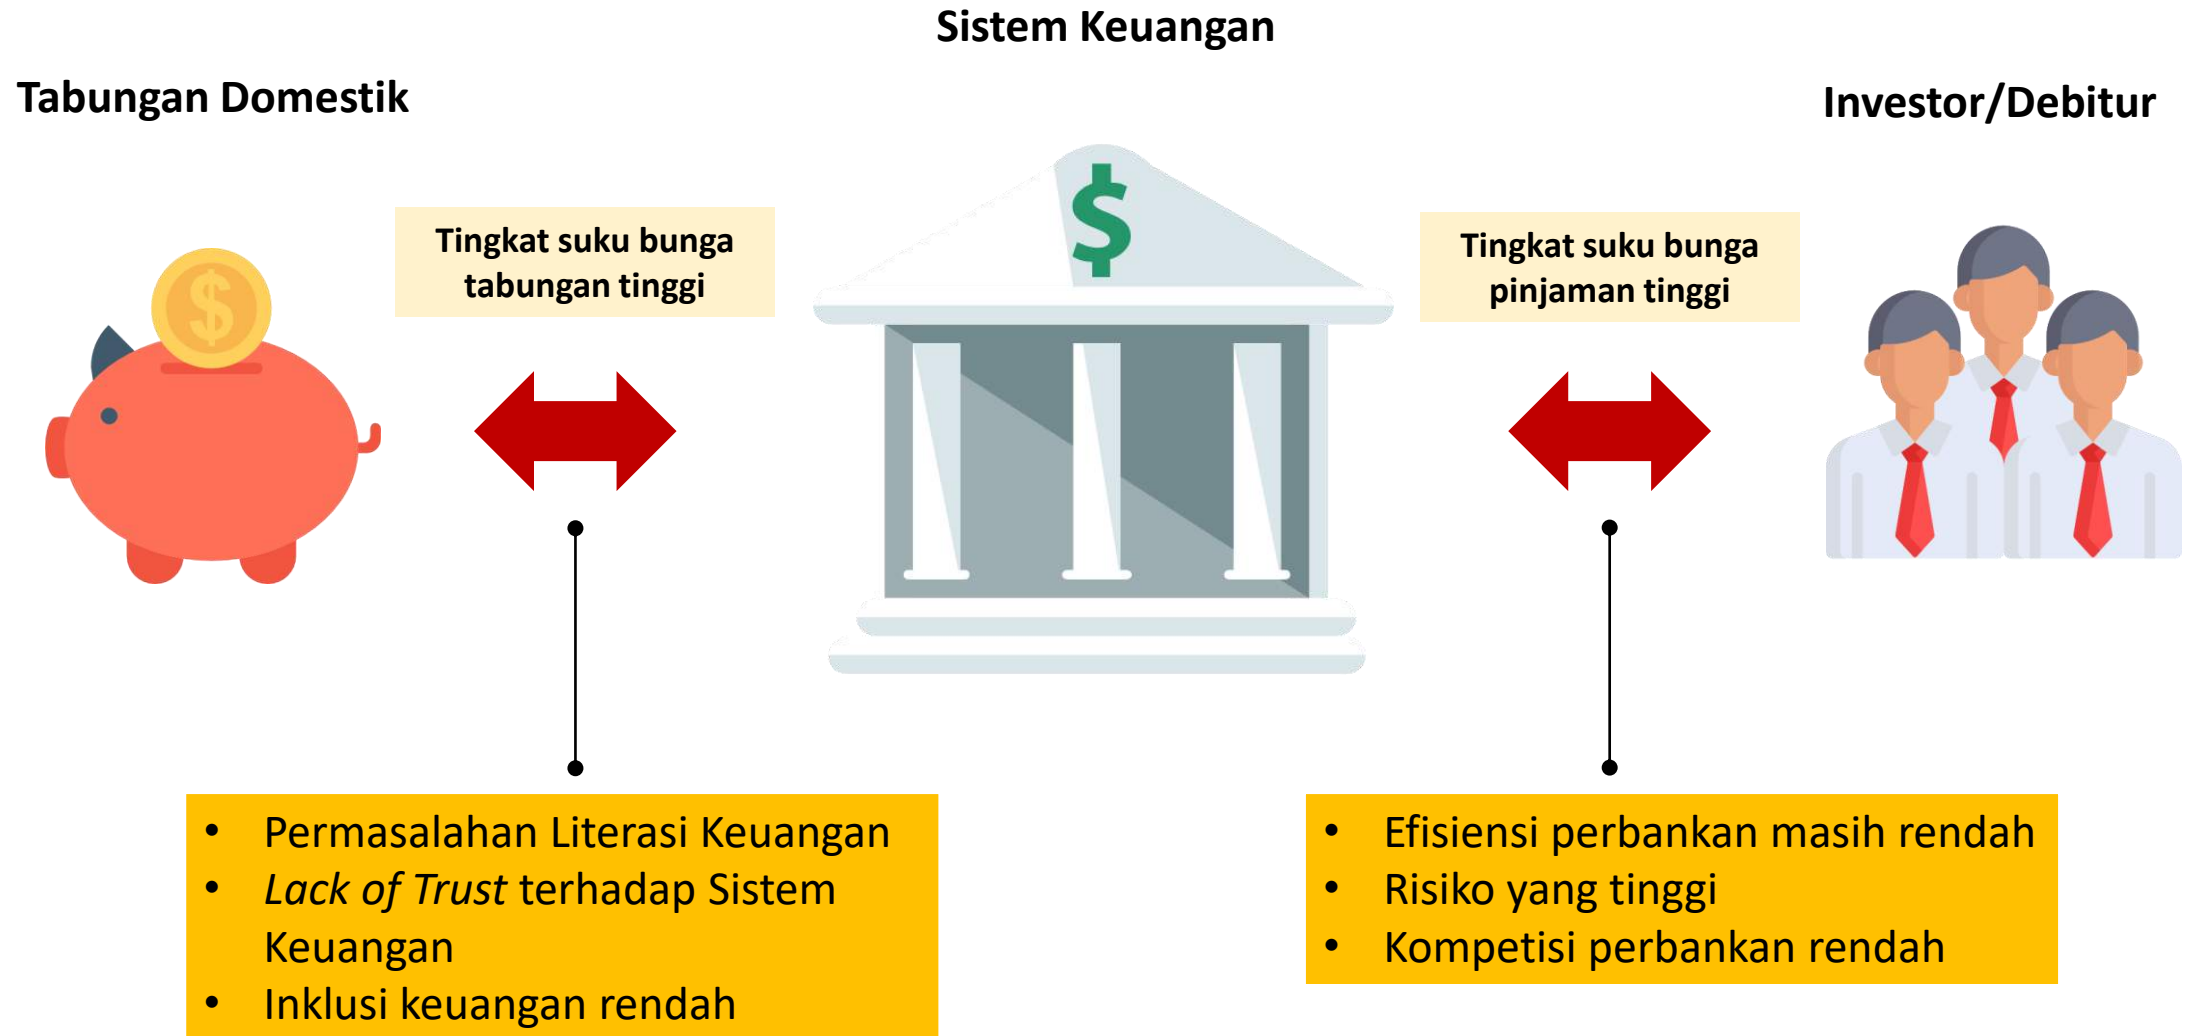 Sistem Keuangan
Tabungan Domestik
Investor/Debitur
Tingkat suku bunga
tabungan tinggi
$
Tingkat suku bunga
pinjaman tinggi
$
• Permasalahan Literasi Keuangan
• Lack of Trust terhadap Sistem
Keuangan
• Inklusi keuangan rendah
• Efisiensi perbankan masih rendah
• Risiko yang tinggi
• Kompetisi perbankan rendah